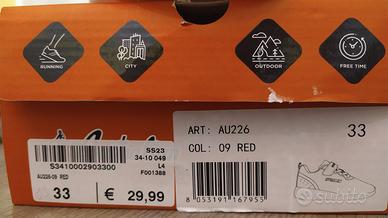 RUNNING
CITY
OUTDOOR
FREE TIME
SS23
34-10 049
L4
S3410002903300
F001388
AU226-09 RED
33
€ 29,99
ART: AU226
33
COL: 09 RED
8 053191 167955
subito